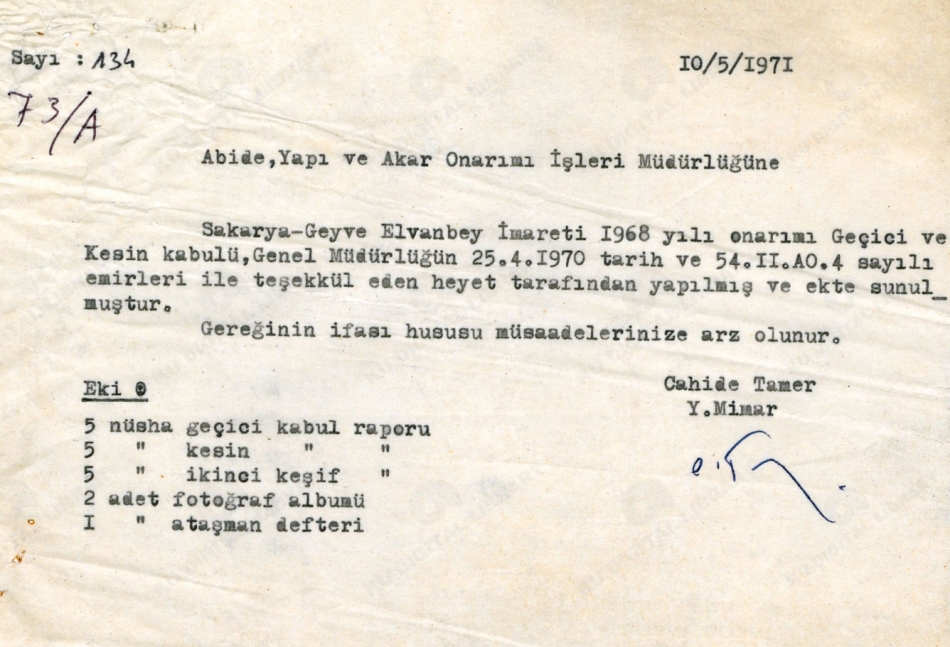 Sayı : 134
10/5/1971
73/A
Abide,Yapı ve Akar Onarımı İşleri Müdürlüğüne
Sakarya-Geyve Elvanbey İmareti I968 yılı onarımı Geçici ve
Kesin kabulü,Genel Müdürlüğün 25.4.I970 tarih ve 54.II.AO.4 sayılı
emirleri ile teşekkül eden heyet tarafından yapılmış ve ekte sunul_
muştur.
Gereğinin ifası hususu müsaadelerinize arz olunur.
Cahide Tamer
Y.Mimar
Eki :
5 nüsha geçici kabul raporu
5 " kesin " "
5 " ikinci keşif "
2 adet fotoğraf albumü
I " ataşman defteri